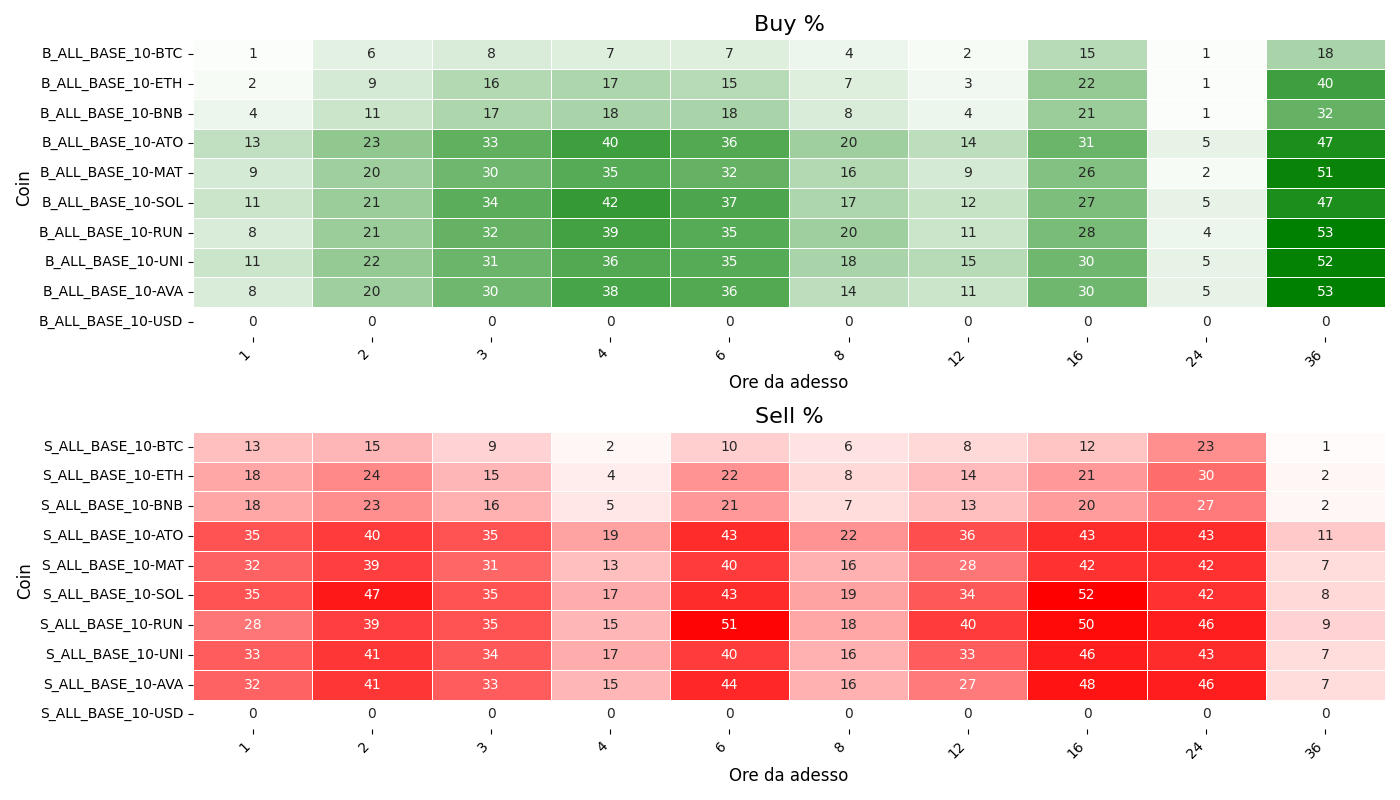 Buy %
Coin
B_ALL_BASE_10-BTC 1 6 8 7 7 4 2 15 1 18
B_ALL_BASE_10-ETH 2 9 16 17 15 7 3 22 1 40
B_ALL_BASE_10-BNB 4 11 17 18 18 8 4 21 1 32
B_ALL_BASE_10-ATO 13 23 33 40 36 20 14 31 5 47
B_ALL_BASE_10-MAT 9 20 30 35 32 16 9 26 2 51
B_ALL_BASE_10-SOL 11 21 34 42 37 17 12 27 5 47
B_ALL_BASE_10-RUN 8 21 32 39 35 20 11 28 4 53
B_ALL_BASE_10-UNI 11 22 31 36 35 18 15 30 5 52
B_ALL_BASE_10-AVA 8 20 30 38 36 14 11 30 5 53
B_ALL_BASE_10-USD 0 0 0 0 0 0 0 0 0 0
1 2 3 4 6 8 12 16 24 36
Ore da adesso
Sell %
Coin
S_ALL_BASE_10-BTC 13 15 9 2 10 6 8 12 23 1
S_ALL_BASE_10-ETH 18 24 15 4 22 8 14 21 30 2
S_ALL_BASE_10-BNB 18 23 16 5 21 7 13 20 27 2
S_ALL_BASE_10-ATO 35 40 35 19 43 22 36 43 43 11
S_ALL_BASE_10-MAT 32 39 31 13 40 16 28 42 42 7
S_ALL_BASE_10-SOL 35 47 35 17 43 19 34 52 42 8
S_ALL_BASE_10-RUN 28 39 35 15 51 18 40 50 46 9
S_ALL_BASE_10-UNI 33 41 34 17 40 16 33 46 43 7
S_ALL_BASE_10-AVA 32 41 33 15 44 16 27 48 46 7
S_ALL_BASE_10-USD 0 0 0 0 0 0 0 0 0 0
1 2 3 4 6 8 12 16 24 36
Ore da adesso